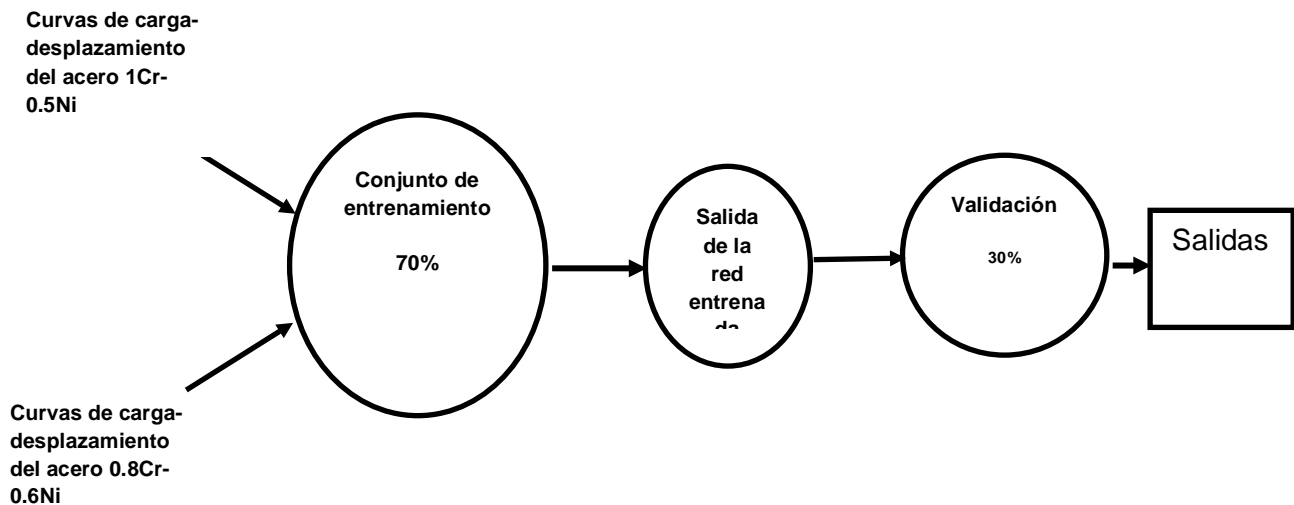 Curvas de carga-
desplazamiento
del acero 1Cr-
0.5Ni
Conjunto de
entrenamiento
70%
Salida
de la
red
entrena
da
Validación
30%
Salidas
Curvas de carga-
desplazamiento
del acero 0.8Cr-
0.6Ni